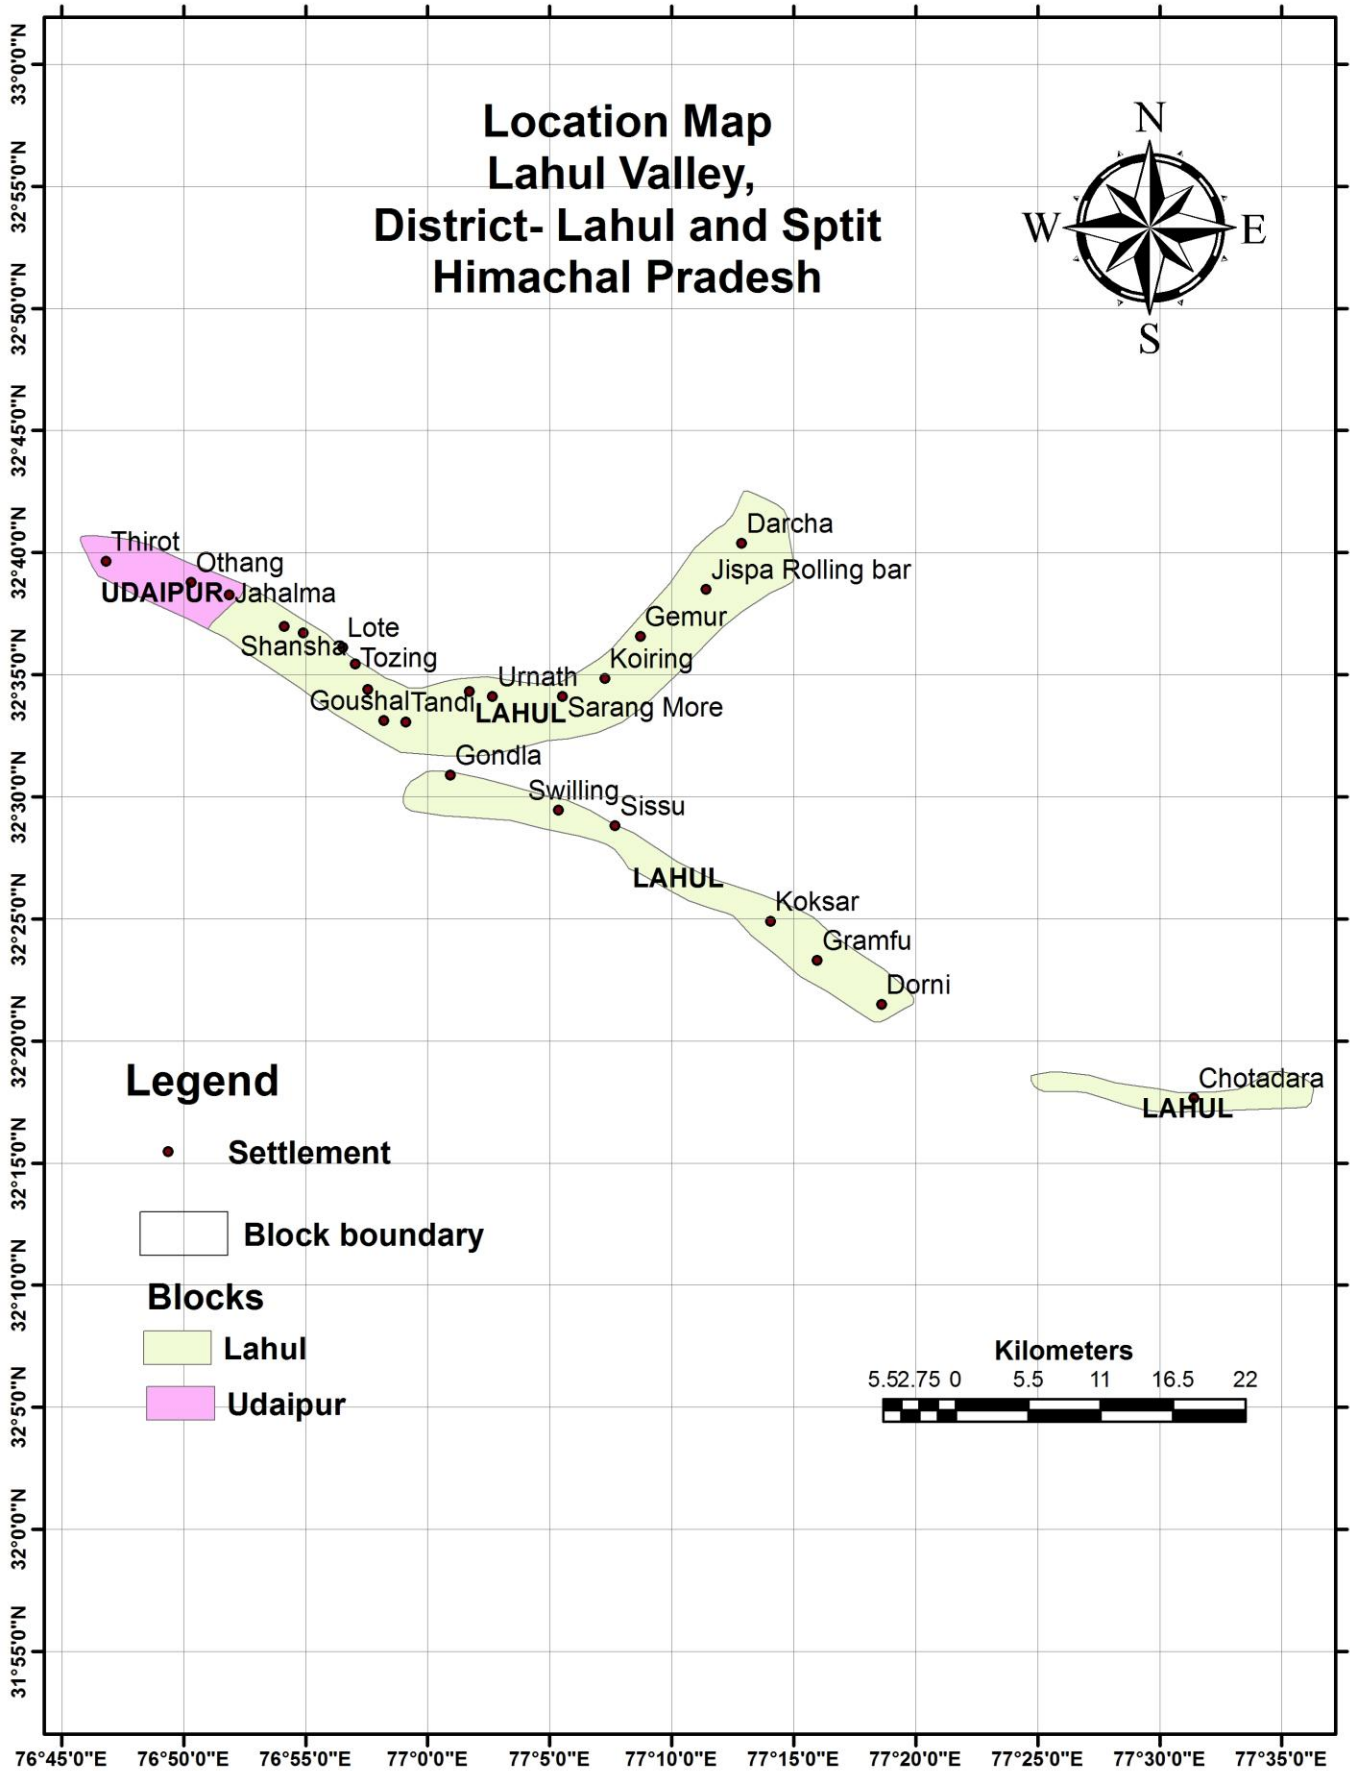 Location Map
Lahul Valley,
District- Lahul and Sptit
Himachal Pradesh
N
W
E
S
33°0'0"N
32°55'0"N
32°50'0"N
32°45'0"N
32°40'0"N
32°35'0"N
32°30'0"N
32°25'0"N
32°20'0"N
32°15'0"N
32°10'0"N
32°5'0"N
32°0'0"N
31°55'0"N
Darcha
Thirot
Othang
Jispa Rolling bar
UDAIPUR
Jahalma
Gemur
Lote
Shansha
Tozing
Koiring
Urnath
Goushal
Tandi
LAHUL
Sarang More
Gondla
Swilling
Sissu
LAHUL
Koksar
Gramfu
Dorni
Chotadara
LAHUL
Legend
Settlement
Block boundary
Blocks
Lahul
Udaipur
Kilometers
5.5 2.75 0 5.5 11 16.5 22
76°45'0"E 76°50'0"E 76°55'0"E 77°0'0"E 77°5'0"E 77°10'0"E 77°15'0"E 77°20'0"E 77°25'0"E 77°30'0"E 77°35'0"E